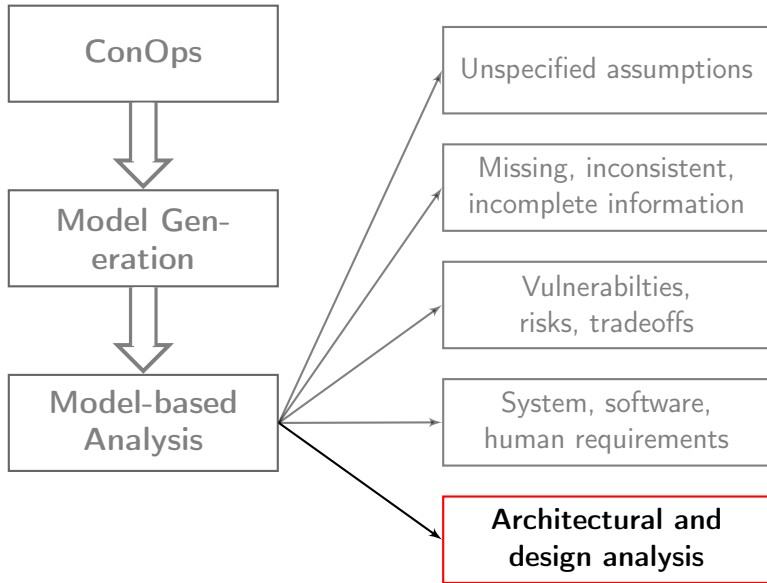 ConOps
Model Gen-
eration
Model-based
Analysis
Unspecified assumptions
Missing, inconsistent,
incomplete information
Vulnerabilties,
risks, tradeoffs
System, software,
human requirements
Architectural and
design analysis